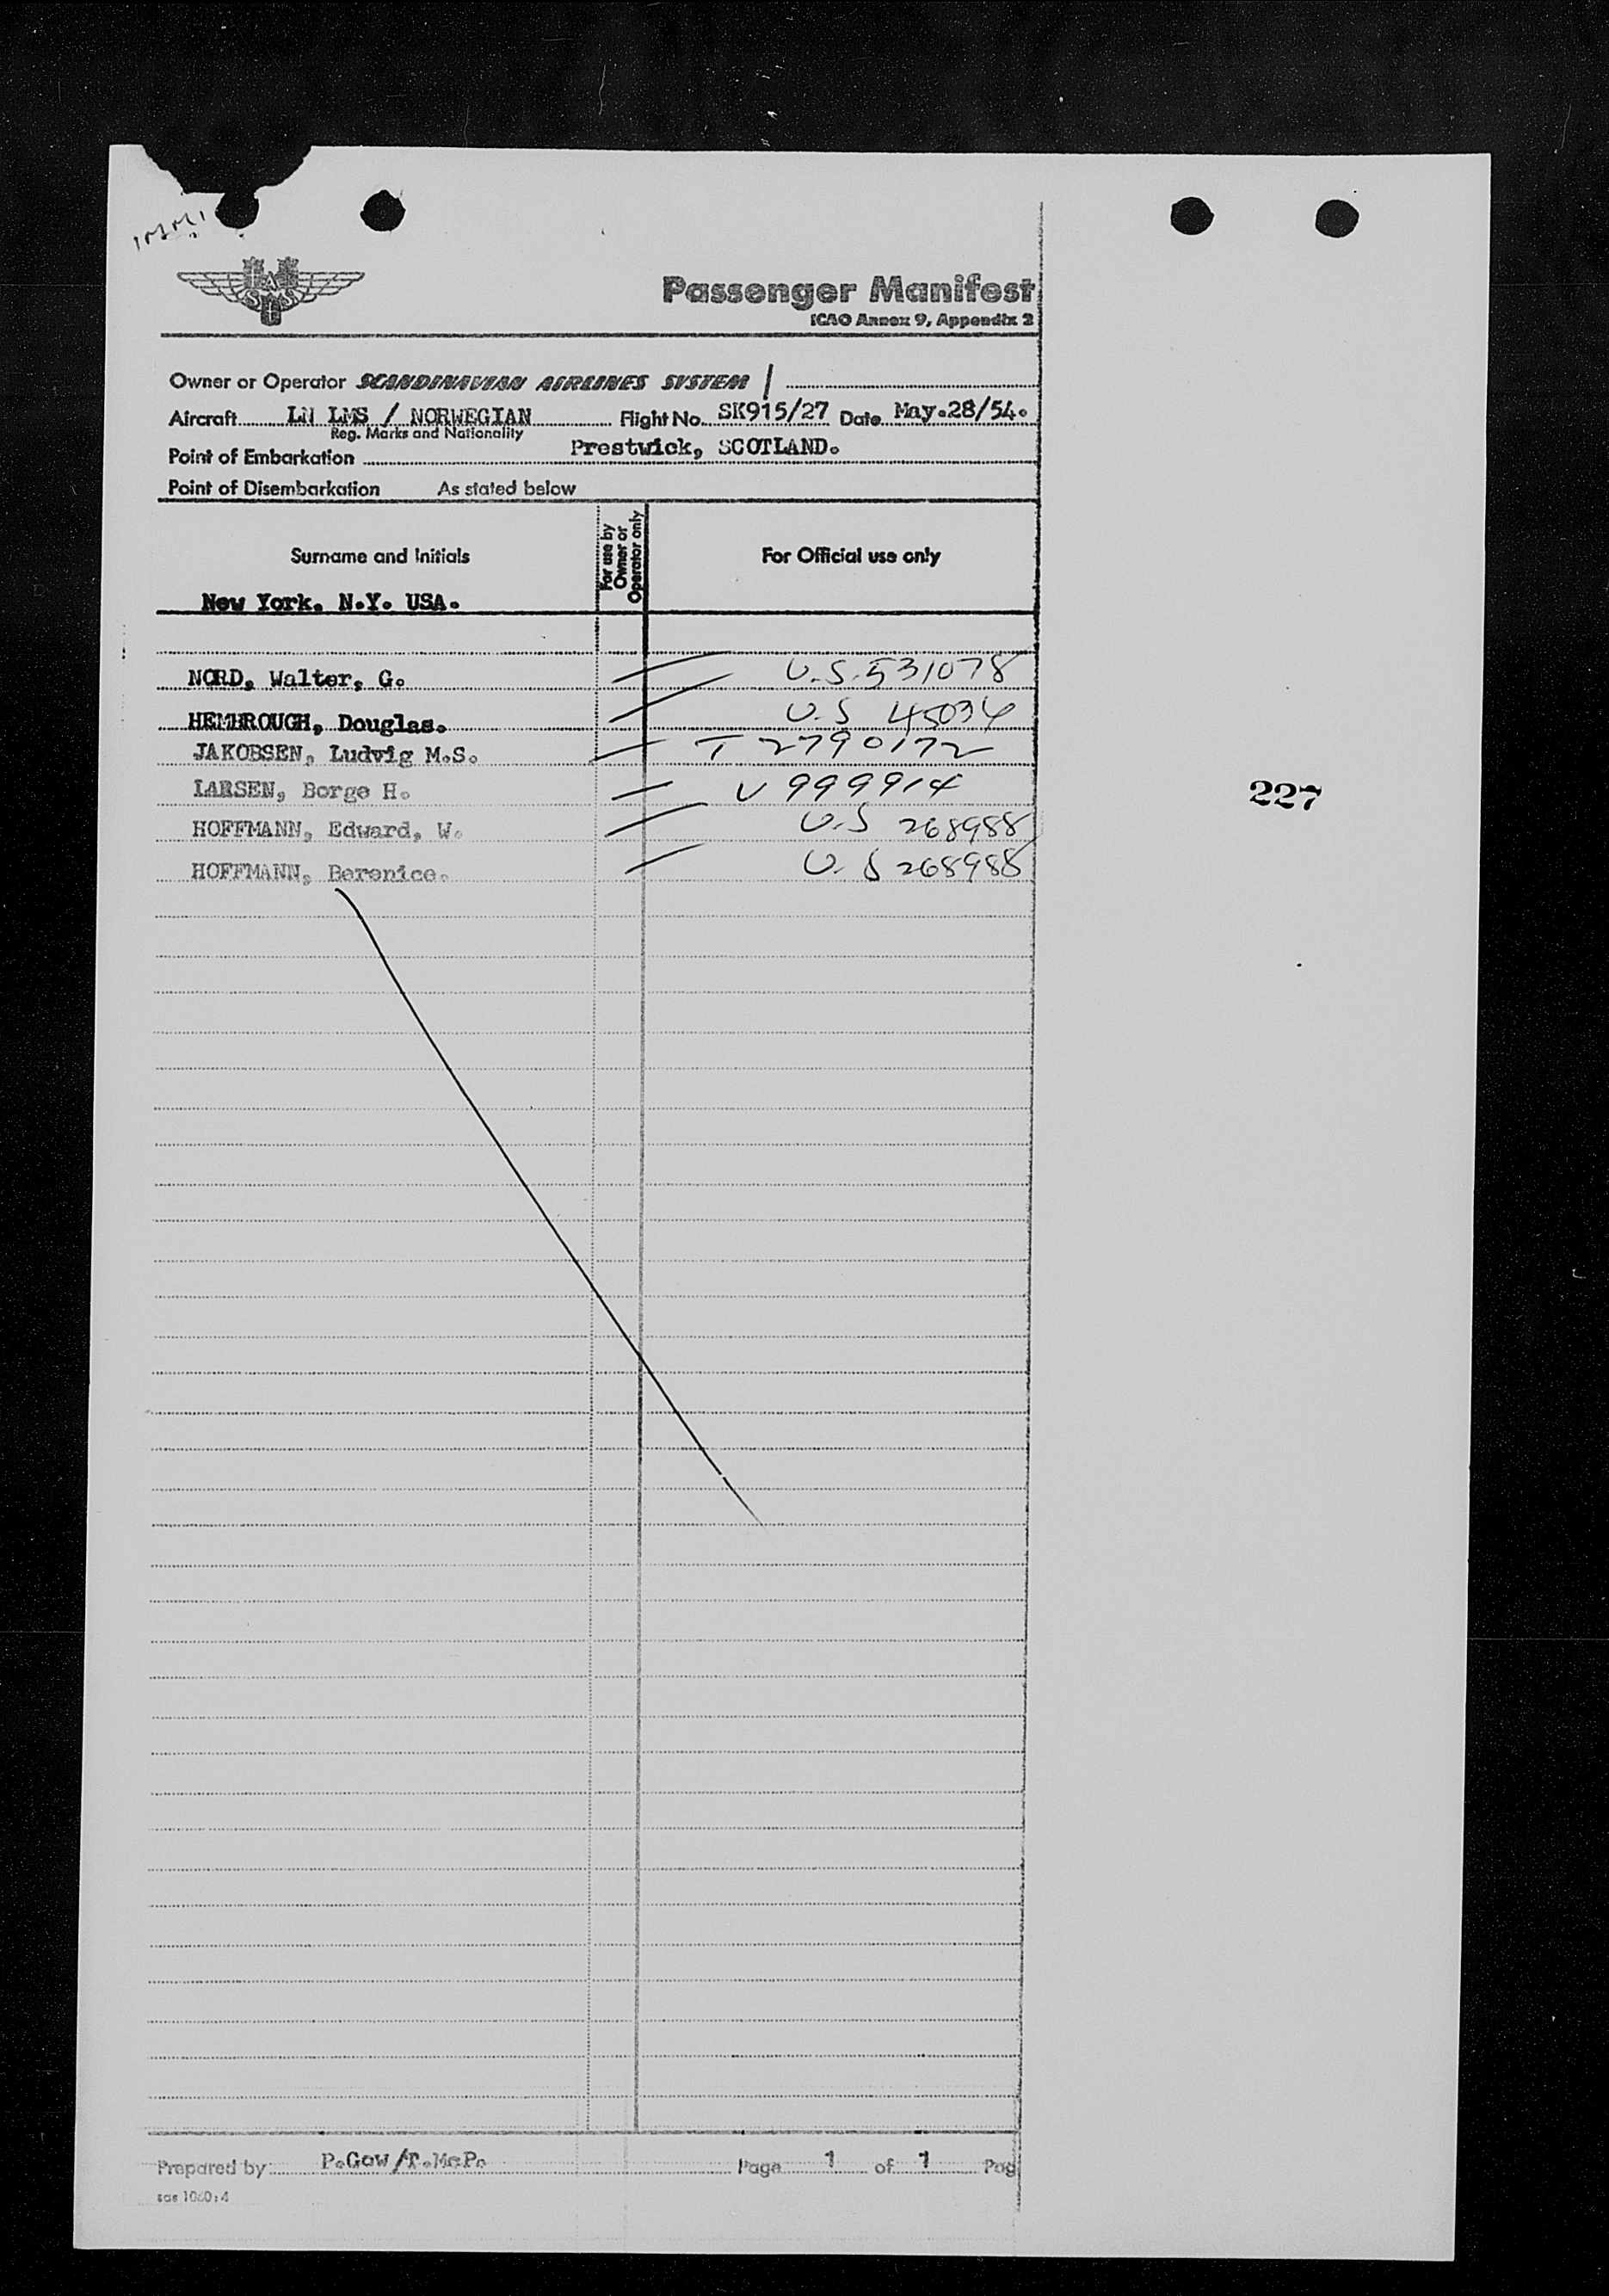 IMMI
SAS
Passenger Manifest
ICAO Annex 9, Appendix 2
Owner or Operator SCANDINAVIAN AIRLINES SYSTEM /
Aircraft LN LMS / NORWEGIAN Flight No. SK915/27 Date May.28/54.
Reg. Marks and Nationality
Point of Embarkation Prestwick, SCOTLAND.
Point of Disembarkation As stated below
Surname and Initials For use by Owner or Operator only For Official use only
New York, N.Y. USA.
NORD, Walter, G. U.S. 531078
HEMBROUGH, Douglas. U.S 45034
JAKOBSEN, Ludvig M.S. T 2790172
LARSEN, Borge H. V 999914
227
HOFFMANN, Edward, W. U.S 268988
HOFFMANN, Berenice. U.S 268988
Prepared by P.Gow/T.McP. Page 1 of 1 Pag
sas 1060:4